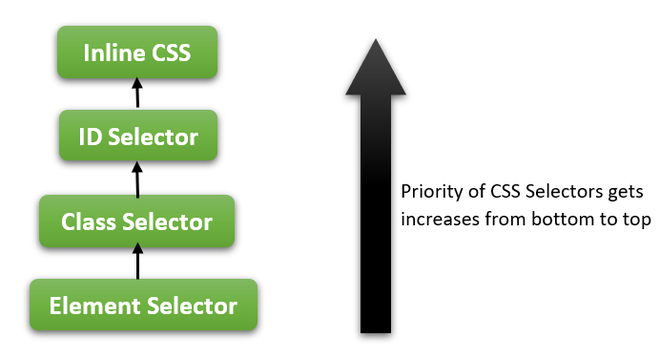 Inline CSS
ID Selector
Class Selector
Element Selector
Priority of CSS Selectors gets
increases from bottom to top